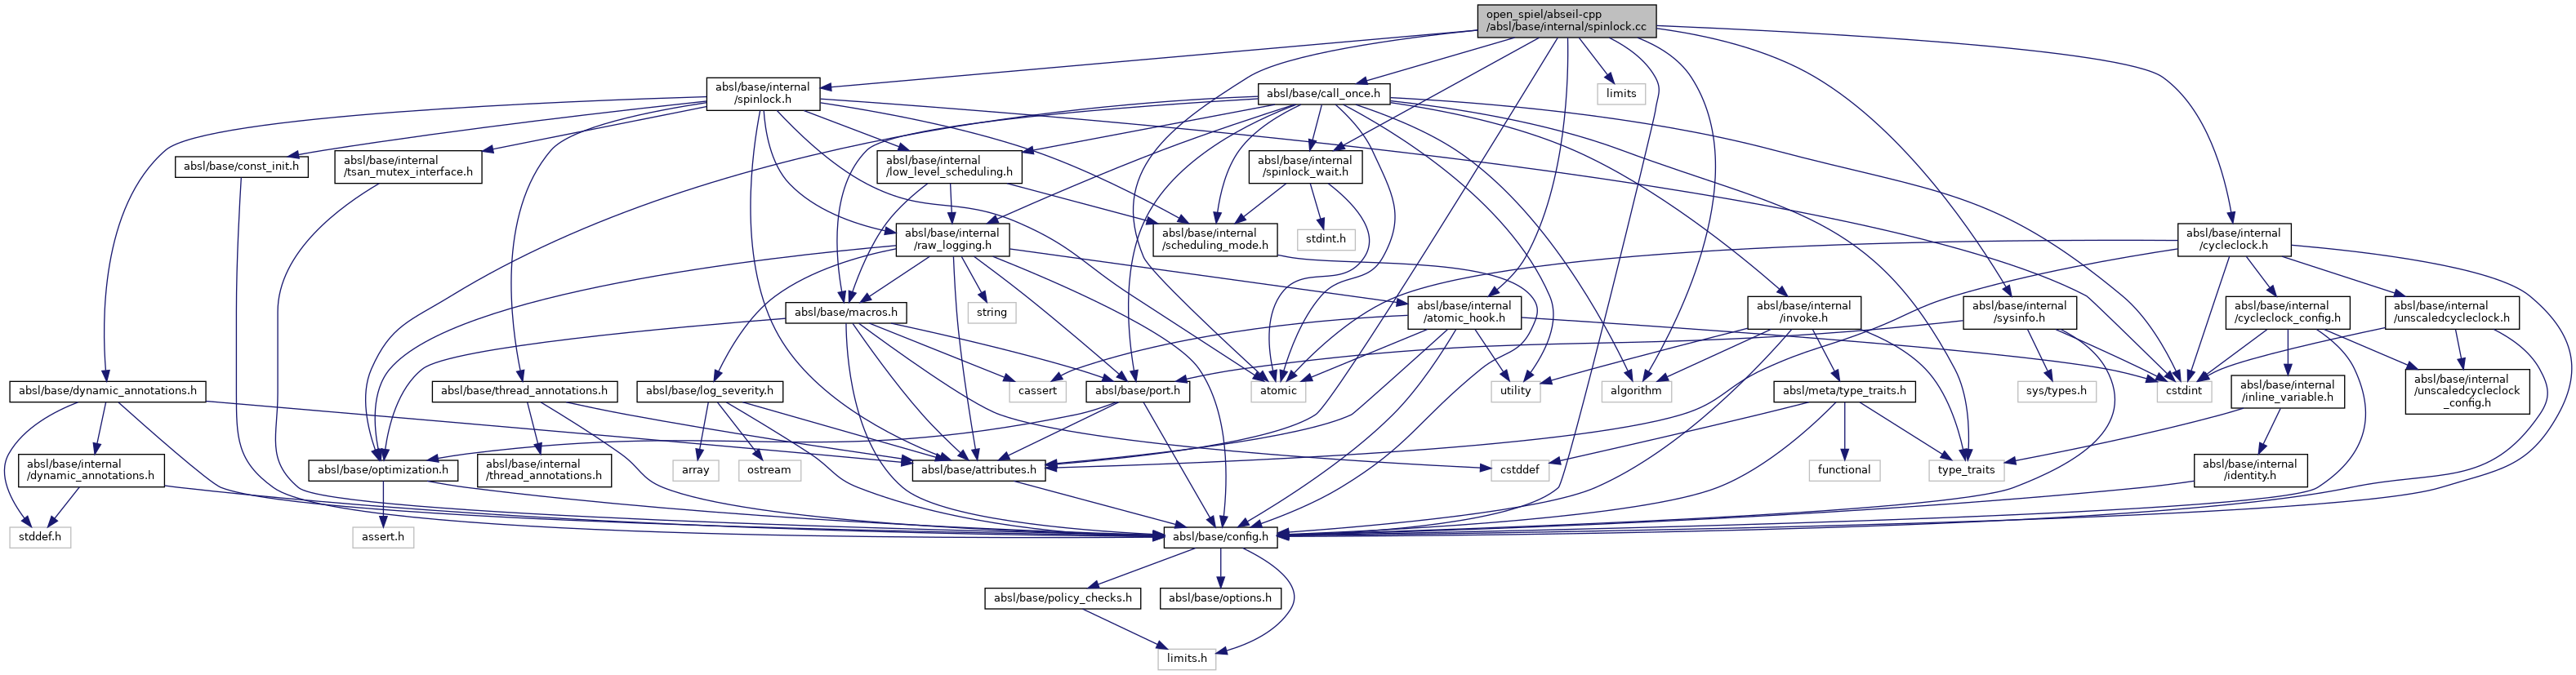 open_spiel/abseil-cpp
/absl/base/internal/spinlock.cc
absl/base/internal
/spinlock.h
absl/base/call_once.h
limits
absl/base/const_init.h
absl/base/internal
/tsan_mutex_interface.h
absl/base/internal
/low_level_scheduling.h
absl/base/internal
/spinlock_wait.h
absl/base/internal
/raw_logging.h
absl/base/internal
/scheduling_mode.h
stdint.h
absl/base/internal
/cycleclock.h
absl/base/macros.h
string
absl/base/internal
/atomic_hook.h
absl/base/internal
/invoke.h
absl/base/internal
/sysinfo.h
absl/base/internal
/cycleclock_config.h
absl/base/internal
/unscaledcycleclock.h
absl/base/dynamic_annotations.h
absl/base/thread_annotations.h
absl/base/log_severity.h
cassert
absl/base/port.h
atomic
utility
algorithm
absl/meta/type_traits.h
sys/types.h
cstdint
absl/base/internal
/inline_variable.h
absl/base/internal
/unscaledcycleclock
_config.h
absl/base/internal
/dynamic_annotations.h
absl/base/optimization.h
absl/base/internal
/thread_annotations.h
array
ostream
absl/base/attributes.h
cstddef
functional
type_traits
absl/base/internal
/identity.h
stddef.h
assert.h
absl/base/config.h
absl/base/policy_checks.h
absl/base/options.h
limits.h